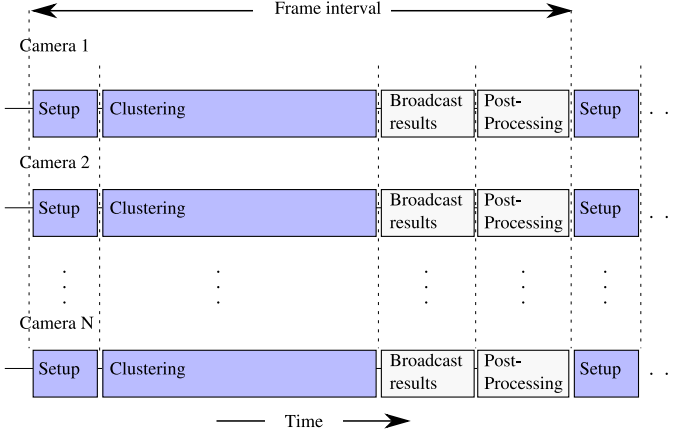 Frame interval
Camera 1
Setup Clustering Broadcast results Post-Processing Setup . .
Camera 2
Setup Clustering Broadcast results Post-Processing Setup . .
Camera N
Setup Clustering Broadcast results Post-Processing Setup . .
Time